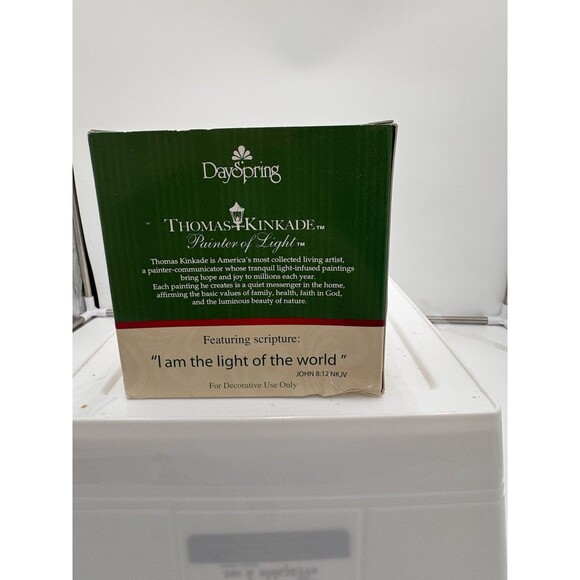 DaySpring
THOMAS KINKADE™
Painter of Light™
Thomas Kinkade is America's most collected living artist,
a painter-communicator whose tranquil light-infused paintings
bring hope and joy to millions each year.
Each painting he creates is a quiet messenger in the home,
affirming the basic values of family, health, faith in God,
and the luminous beauty of nature.
Featuring scripture:
"I am the light of the world"
JOHN 8:12 NKJV
For Decorative Use Only